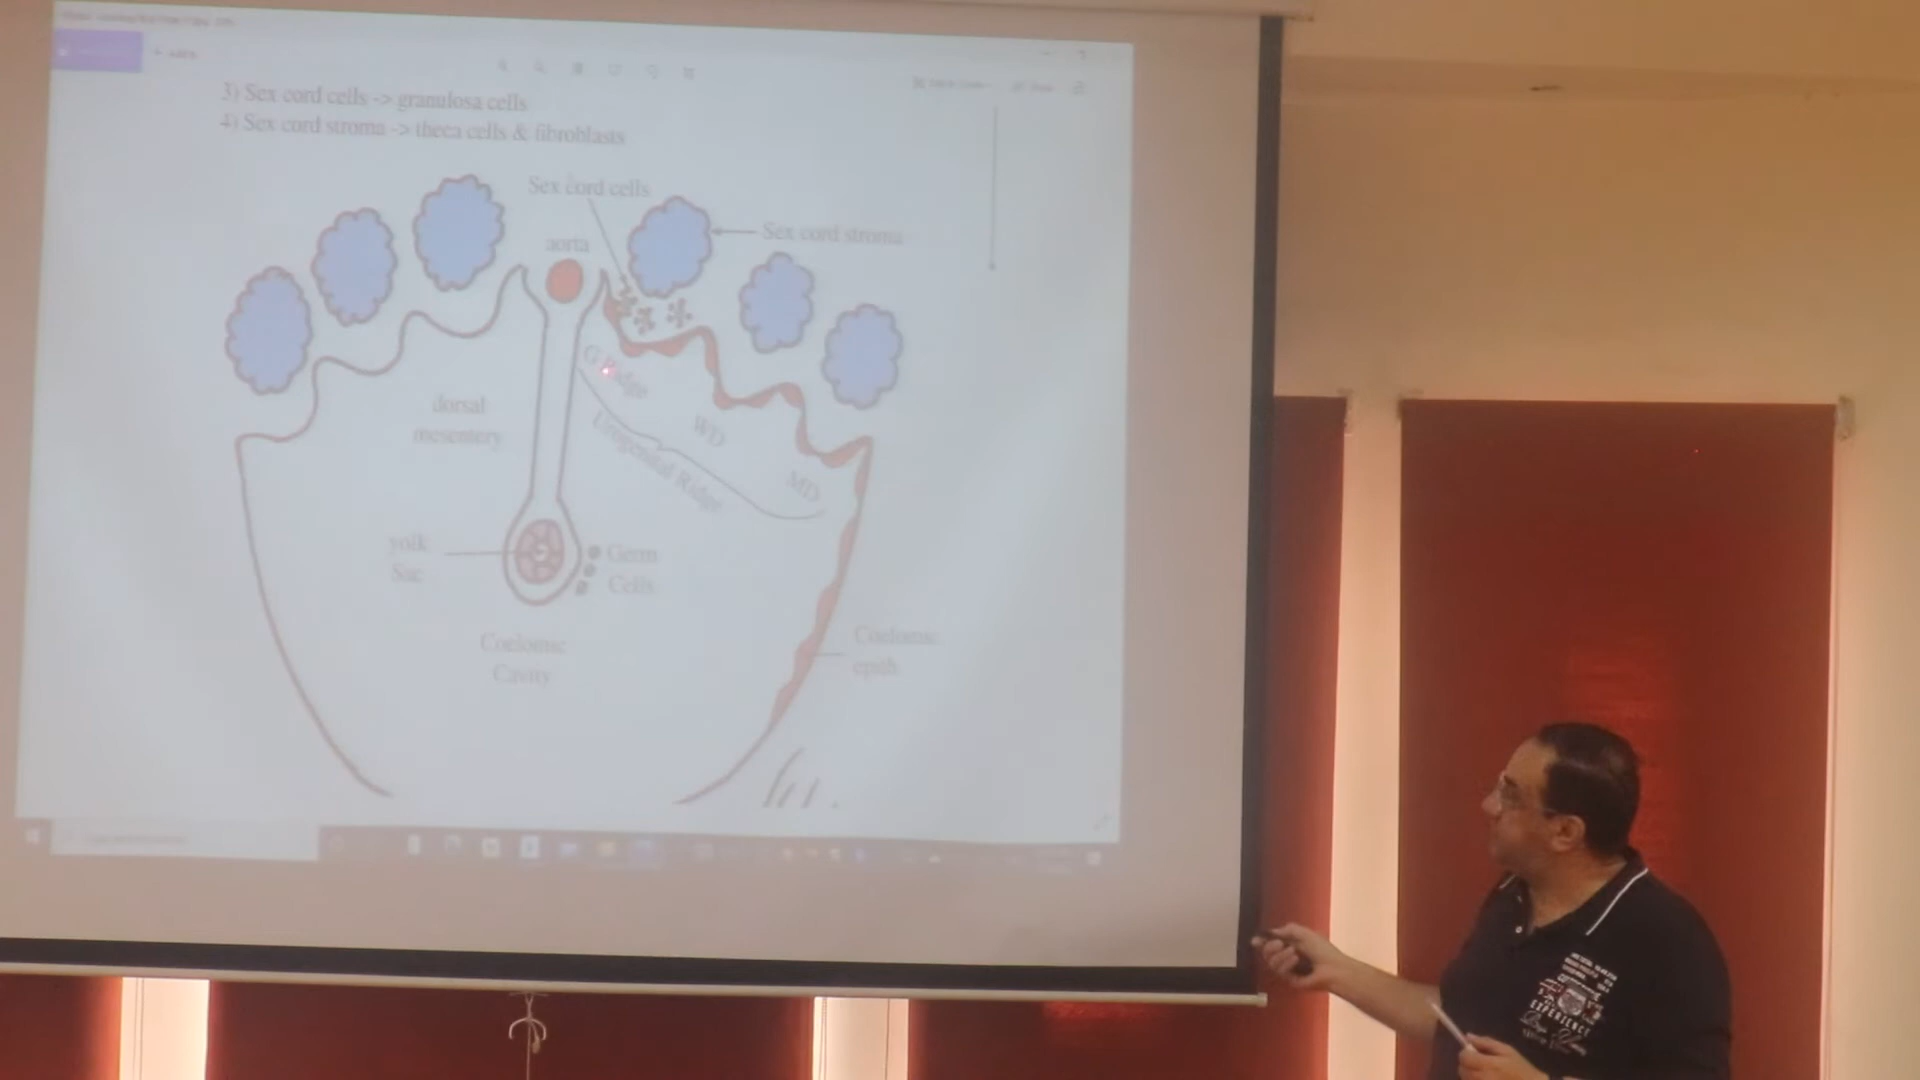 3) Sex cord cells -> granulosa cells
4) Sex cord stroma -> theca cells & fibroblasts
Sex cord cells
Sex cord stroma
aorta
G Ridge
dorsal
mesentery
WD
Urogenital Ridge
MD
yolk
Sac
Germ
Cells
Coelomic
Cavity
Coelomic
epith
EXPERIENCE